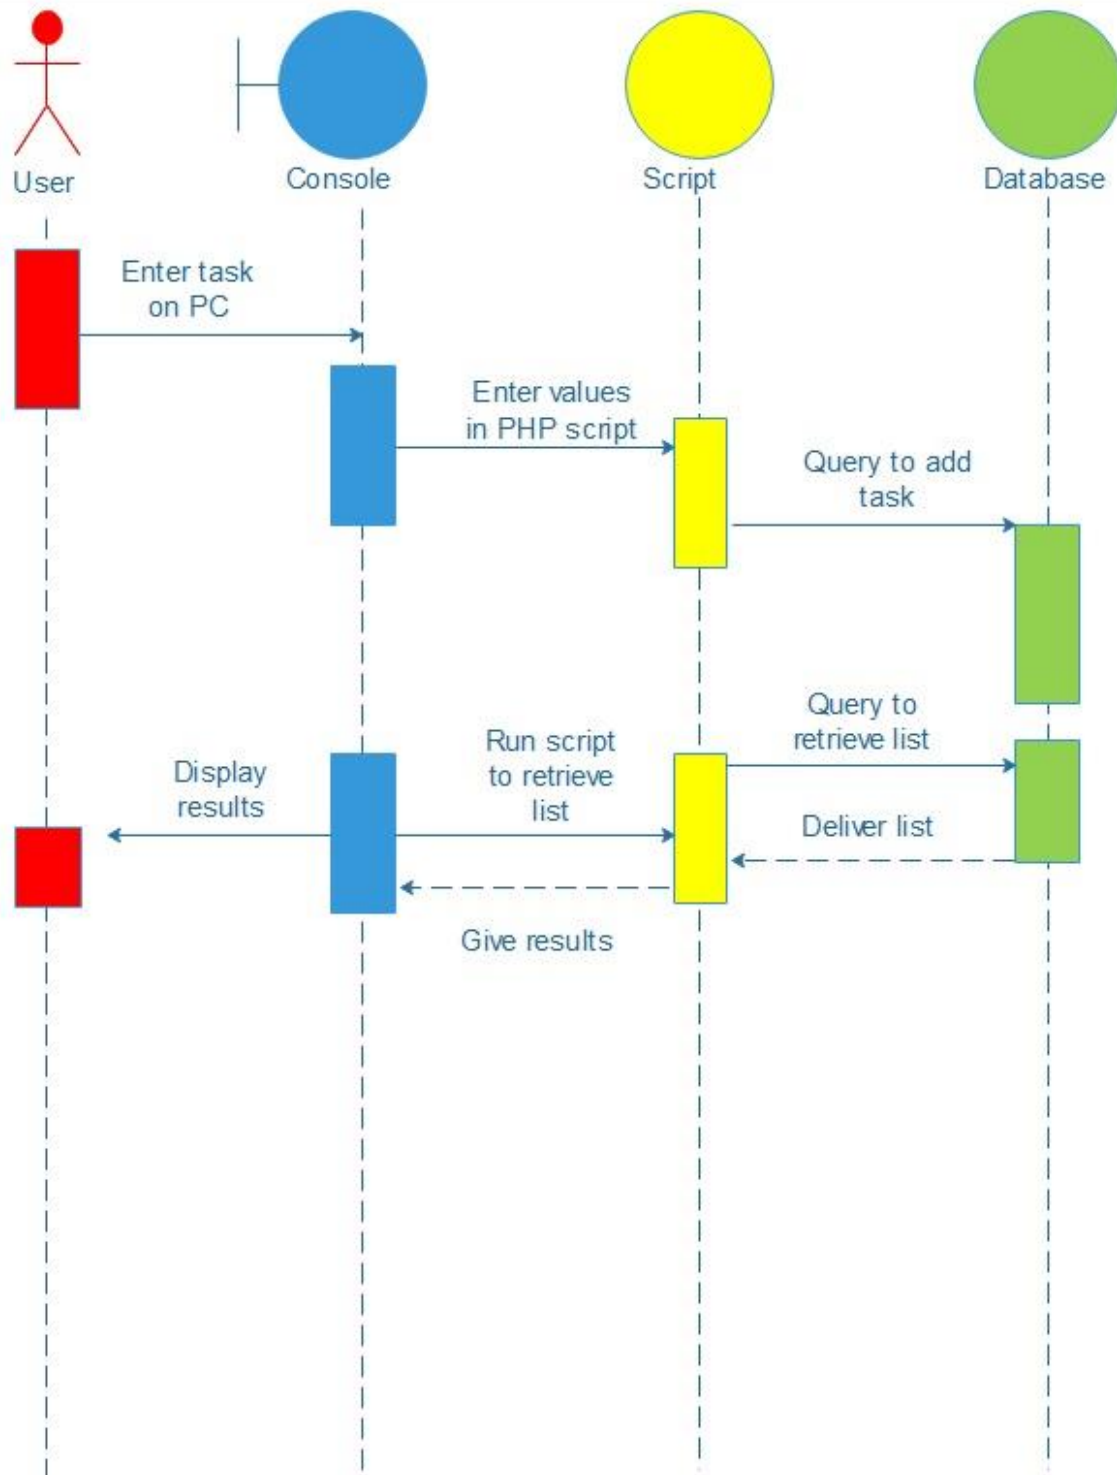 User
Console
Script
Database
Enter task
on PC
Enter values
in PHP script
Query to add
task
Query to
retrieve list
Run script
to retrieve
list
Display
results
Deliver list
Give results